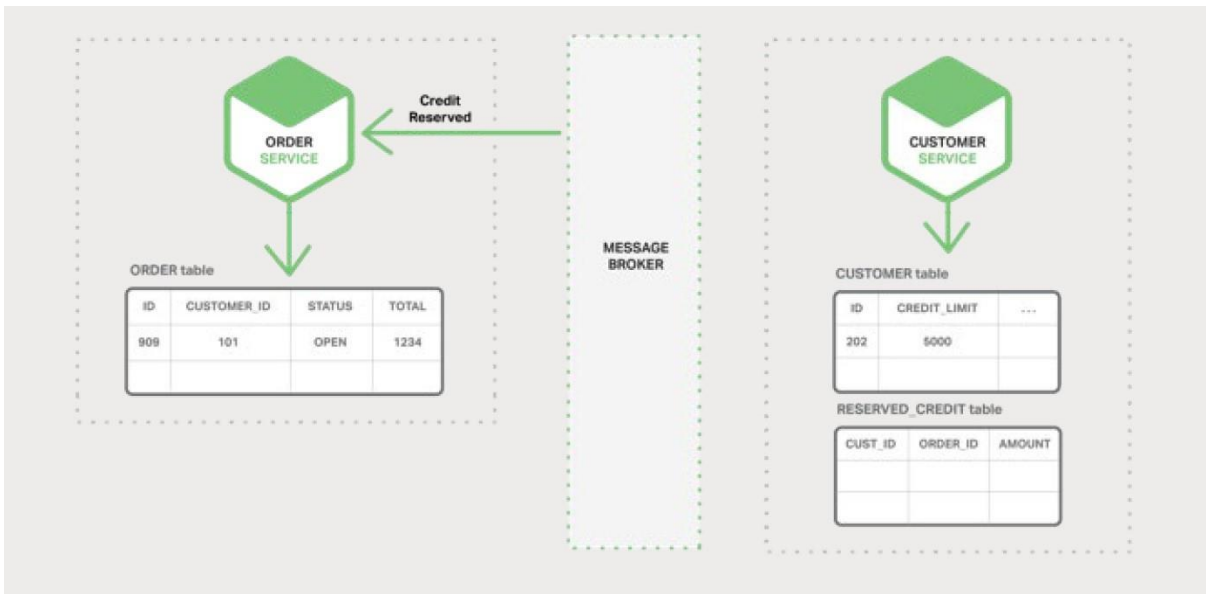 Credit
Reserved
ORDER
SERVICE
CUSTOMER
SERVICE
MESSAGE
BROKER
ORDER table
ID CUSTOMER_ID STATUS TOTAL
909 101 OPEN 1234
CUSTOMER table
ID CREDIT_LIMIT ...
202 5000
RESERVED_CREDIT table
CUST_ID ORDER_ID AMOUNT